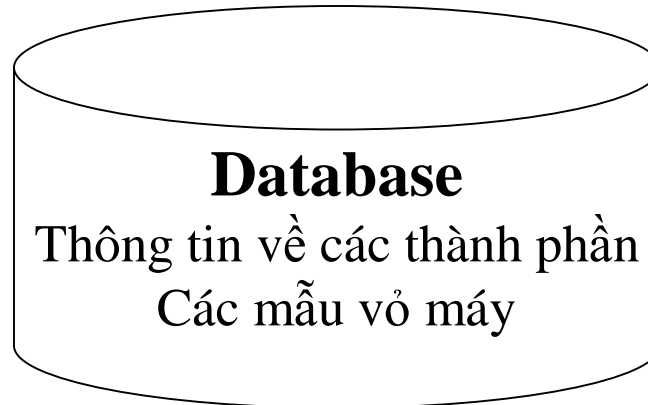 Database
Thông tin về các thành phần
Các mẫu vỏ máy